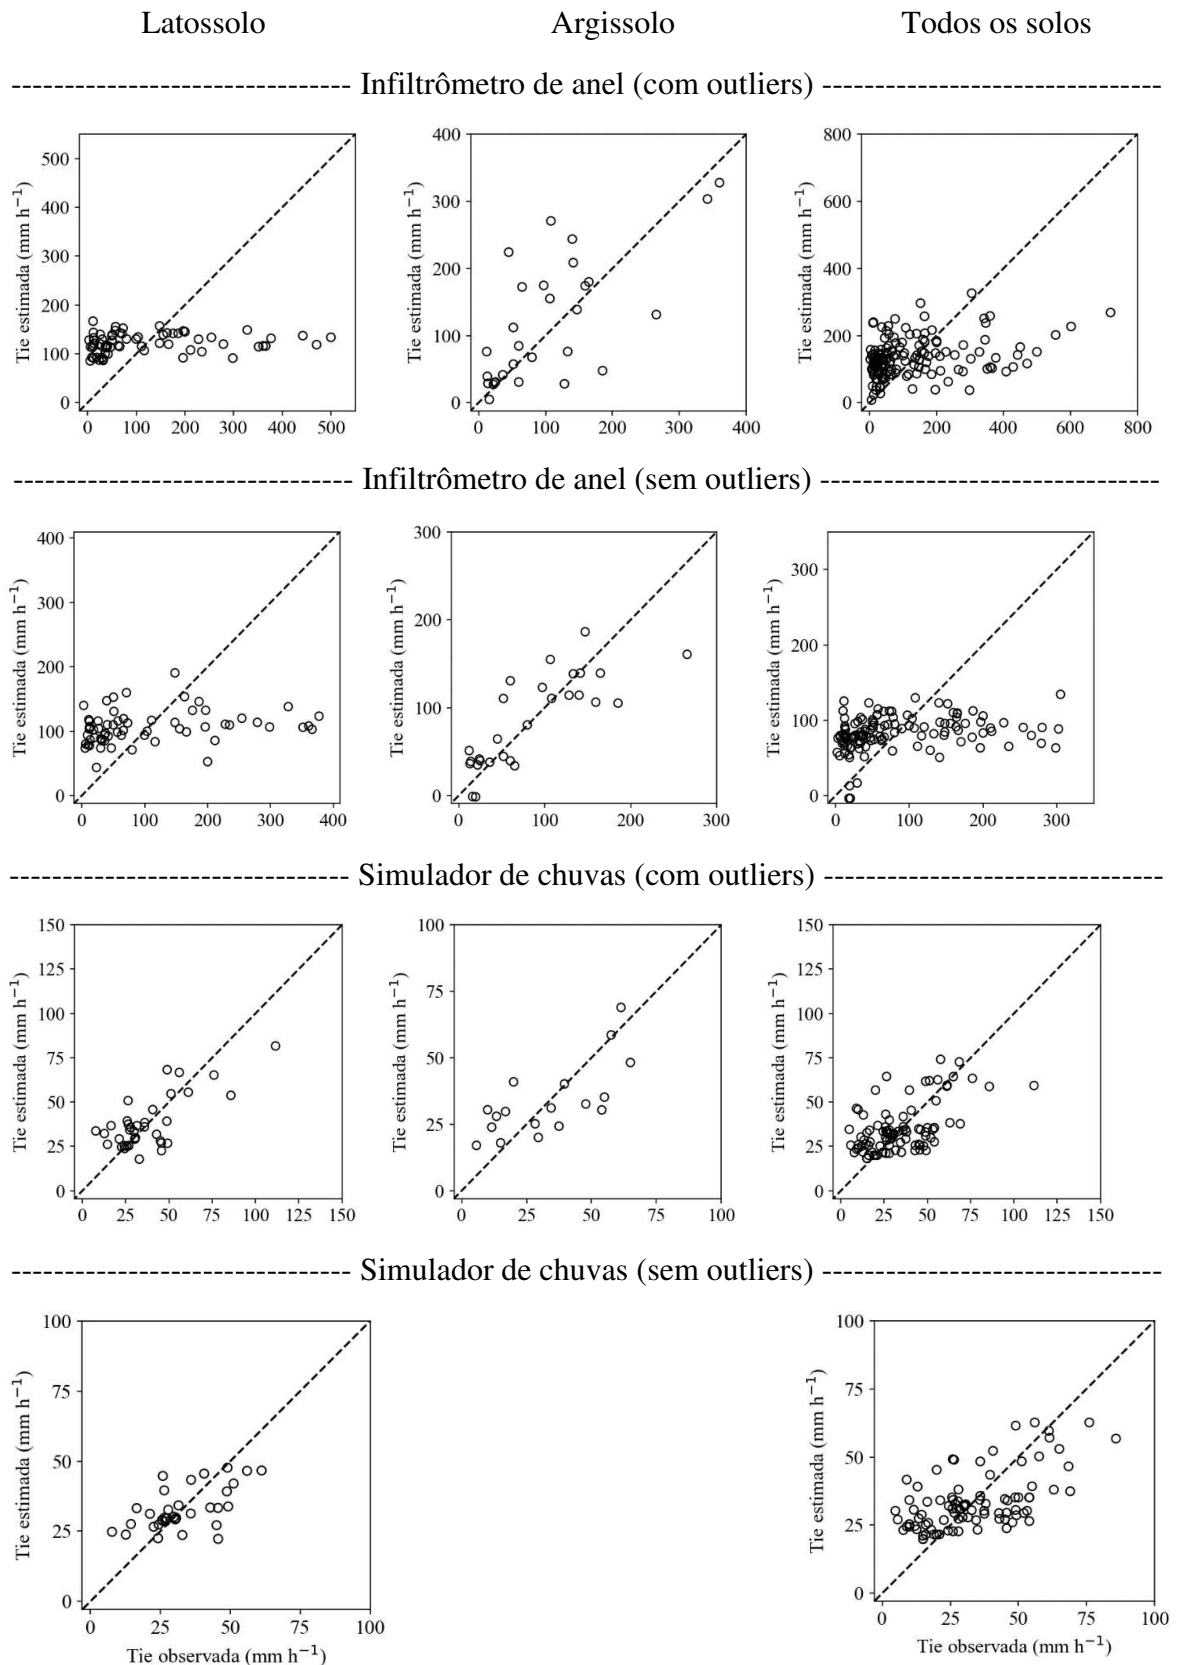 Latossolo Argissolo Todos os solos
--------------------------- Infiltrômetro de anel (com outliers) ---------------------------
Tie estimada (mm h⁻¹)
500
400
300
200
100
0
0 100 200 300 400 500
Tie estimada (mm h⁻¹)
400
300
200
100
0
0 100 200 300 400
Tie estimada (mm h⁻¹)
800
600
400
200
0
0 200 400 600 800
--------------------------- Infiltrômetro de anel (sem outliers) ---------------------------
Tie estimada (mm h⁻¹)
400
300
200
100
0
0 100 200 300 400
Tie estimada (mm h⁻¹)
300
200
100
0
0 100 200 300
Tie estimada (mm h⁻¹)
300
200
100
0
0 100 200 300
--------------------------- Simulador de chuvas (com outliers) ---------------------------
Tie estimada (mm h⁻¹)
150
125
100
75
50
25
0
0 25 50 75 100 125 150
Tie estimada (mm h⁻¹)
100
75
50
25
0
0 25 50 75 100
Tie estimada (mm h⁻¹)
150
125
100
75
50
25
0
0 25 50 75 100 125 150
--------------------------- Simulador de chuvas (sem outliers) ---------------------------
Tie estimada (mm h⁻¹)
100
75
50
25
0
0 25 50 75 100
Tie observada (mm h⁻¹)
Tie estimada (mm h⁻¹)
100
75
50
25
0
0 25 50 75 100
Tie observada (mm h⁻¹)